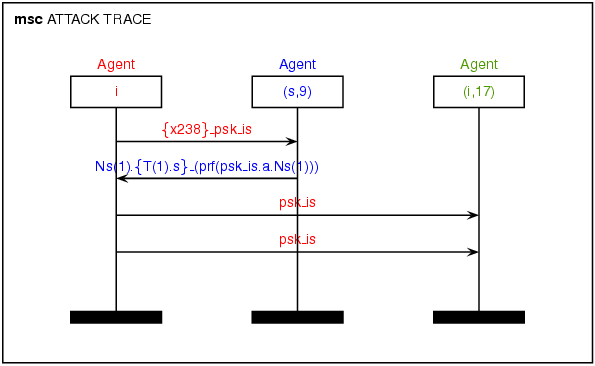 msc ATTACK TRACE
Agent Agent Agent
i (s,9) (i,17)
{x238}_psk_is
Ns(1).{T(1).s}_(prf(psk_is.a.Ns(1)))
psk_is
psk_is